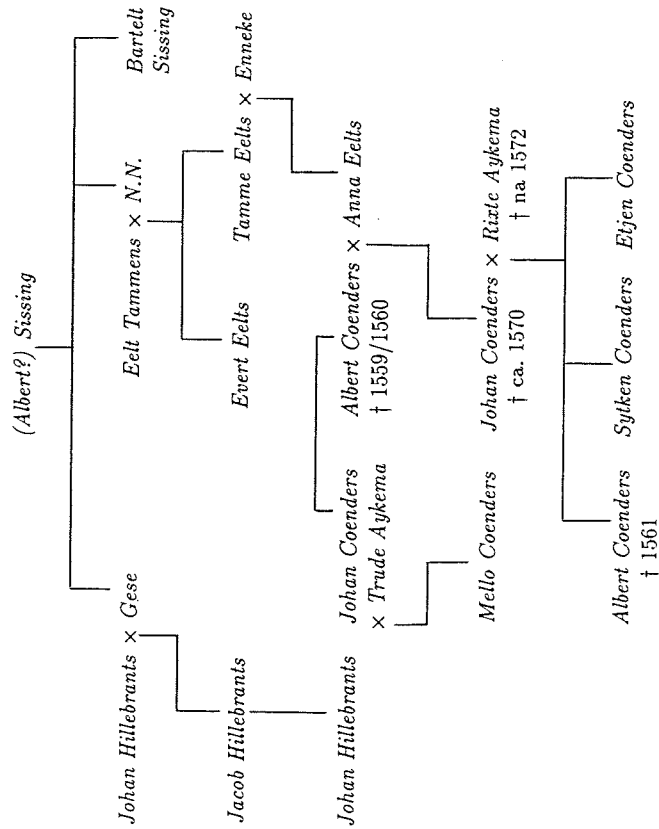 (Albert?) Sissing
Johan Hillebrants × Gese
Eelt Tammens × N.N.
Bartelt
Sissing
Jacob Hillebrants
Evert Eelts
Tamme Eelts × Enneke
Johan Hillebrants
Johan Coenders
× Trude Aykema
Albert Coenders × Anna Eelts
† 1559/1560
Mello Coenders
Johan Coenders × Rixte Aykema
† ca. 1570
† na 1572
Albert Coenders
† 1561
Sytken Coenders
Etjen Coenders